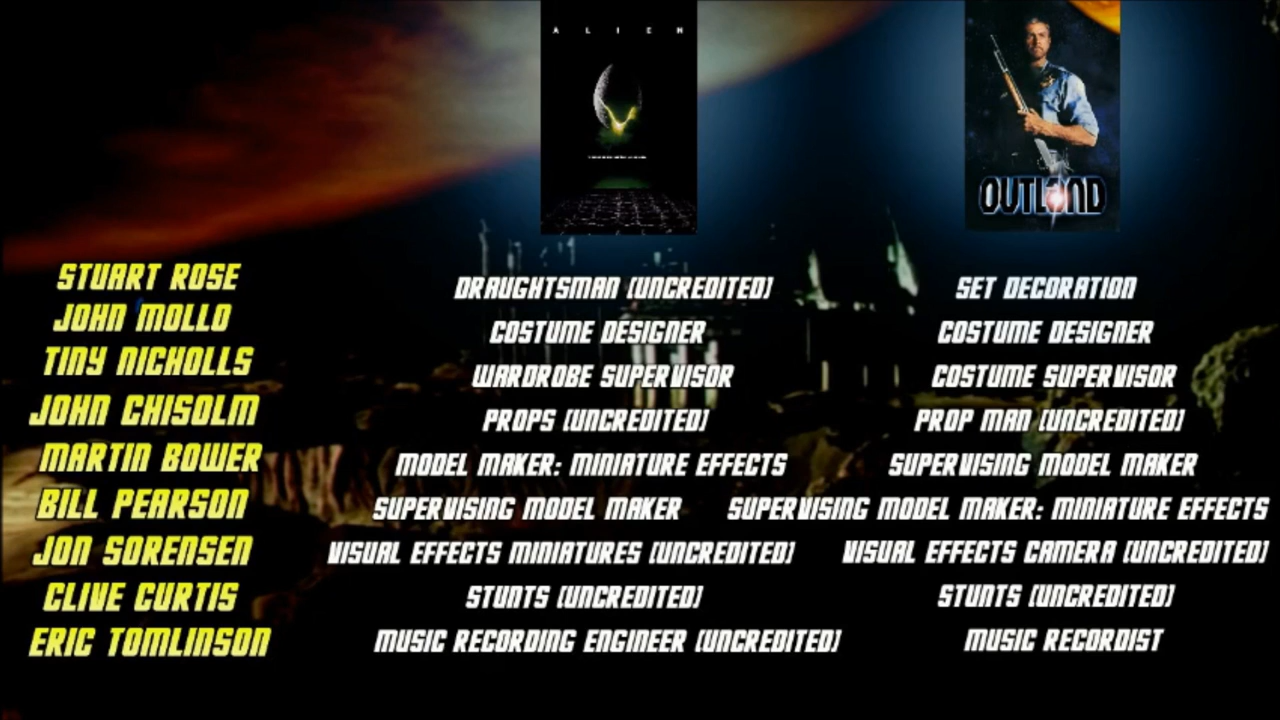 ALIEN
OUTLAND
STUART ROSE DRAUGHTSMAN (UNCREDITED) SET DECORATION
JOHN MOLLO COSTUME DESIGNER COSTUME DESIGNER
TINY NICHOLLS WARDROBE SUPERVISOR COSTUME SUPERVISOR
JOHN CHISOLM PROPS (UNCREDITED) PROP MAN (UNCREDITED)
MARTIN BOWER MODEL MAKER: MINIATURE EFFECTS SUPERVISING MODEL MAKER
BILL PEARSON SUPERVISING MODEL MAKER SUPERVISING MODEL MAKER: MINIATURE EFFECTS
JON SORENSEN VISUAL EFFECTS MINIATURES (UNCREDITED) VISUAL EFFECTS CAMERA (UNCREDITED)
CLIVE CURTIS STUNTS (UNCREDITED) STUNTS (UNCREDITED)
ERIC TOMLINSON MUSIC RECORDING ENGINEER (UNCREDITED) MUSIC RECORDIST